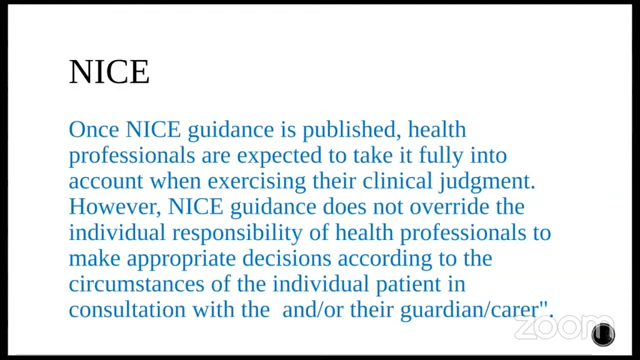 NICE
Once NICE guidance is published, health
professionals are expected to take it fully into
account when exercising their clinical judgment.
However, NICE guidance does not override the
individual responsibility of health professionals to
make appropriate decisions according to the
circumstances of the individual patient in
consultation with the  and/or their guardian/carer".
zoom